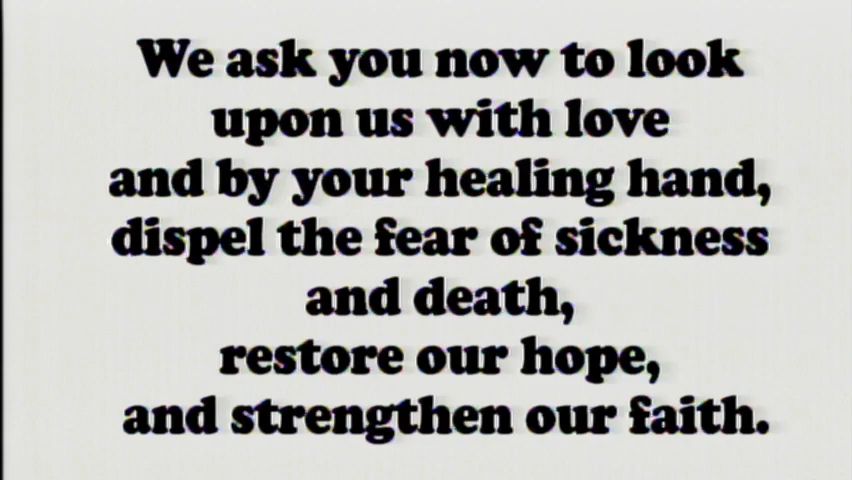 We ask you now to look
upon us with love
and by your healing hand,
dispel the fear of sickness
and death,
restore our hope,
and strengthen our faith.